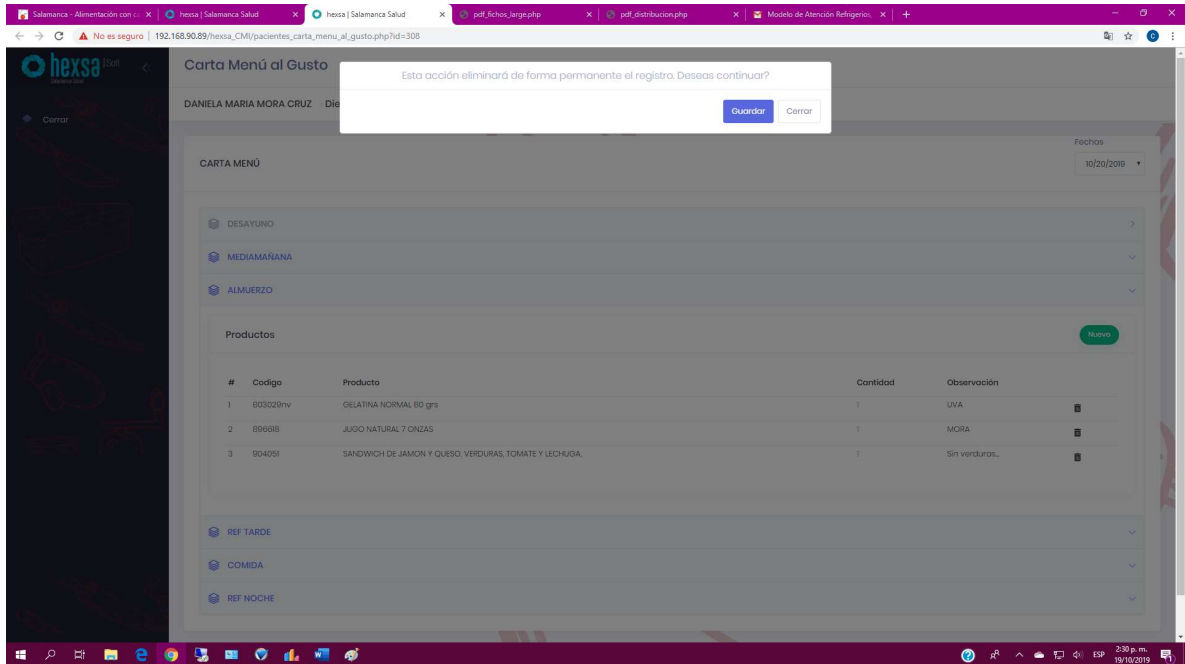 Salamanca - Alimentación con ca
hexsa | Salamanca Salud
hexsa | Salamanca Salud
pdf_fichos_large.php
pdf_distribucion.php
Modelo de Atención Refrigerios,
No es seguro | 192.168.90.89/hexsa_CMI/pacientes_carta_menu_al_gusto.php?id=308
hexsa Soft
Carta Menú al Gusto
Esta acción eliminará de forma permanente el registro. Deseas continuar?
Guardar Cerrar
DANIELA MARIA MORA CRUZ Die
Cerrar
Fechas
CARTA MENÚ
10/20/2019
DESAYUNO
MEDIAMAÑANA
ALMUERZO
Productos
Nuevo
# Codigo Producto Cantidad Observación
1 803029nv GELATINA NORMAL 80 grs 1 UVA
2 896618 JUGO NATURAL 7 ONZAS 1 MORA
3 904051 SANDWICH DE JAMON Y QUESO, VERDURAS, TOMATE Y LECHUGA, 1 Sin verduras...
REF TARDE
COMIDA
REF NOCHE
ESP
2:30 p. m.
19/10/2019